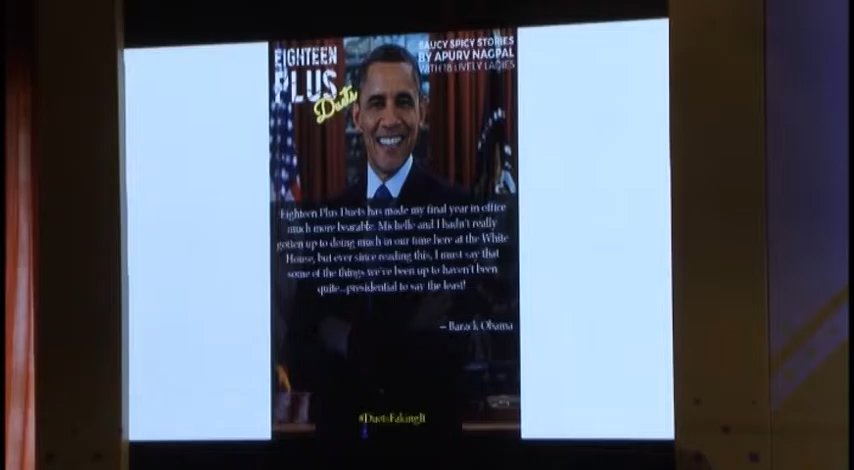 EIGHTEEN
PLUS
Duets
SAUCY SPICY STORIES
BY APURV NAGPAL
WITH 18 LIVELY LADIES
Eighteen Plus Duets has made my final year in office
much more bearable. Michelle and I hadn't really
gotten up to doing much in our time here at the White
House, but ever since reading this, I must say that
some of the things we've been up to haven't been
quite...presidential to say the least!
– Barack Obama
#DuetsFakingIt